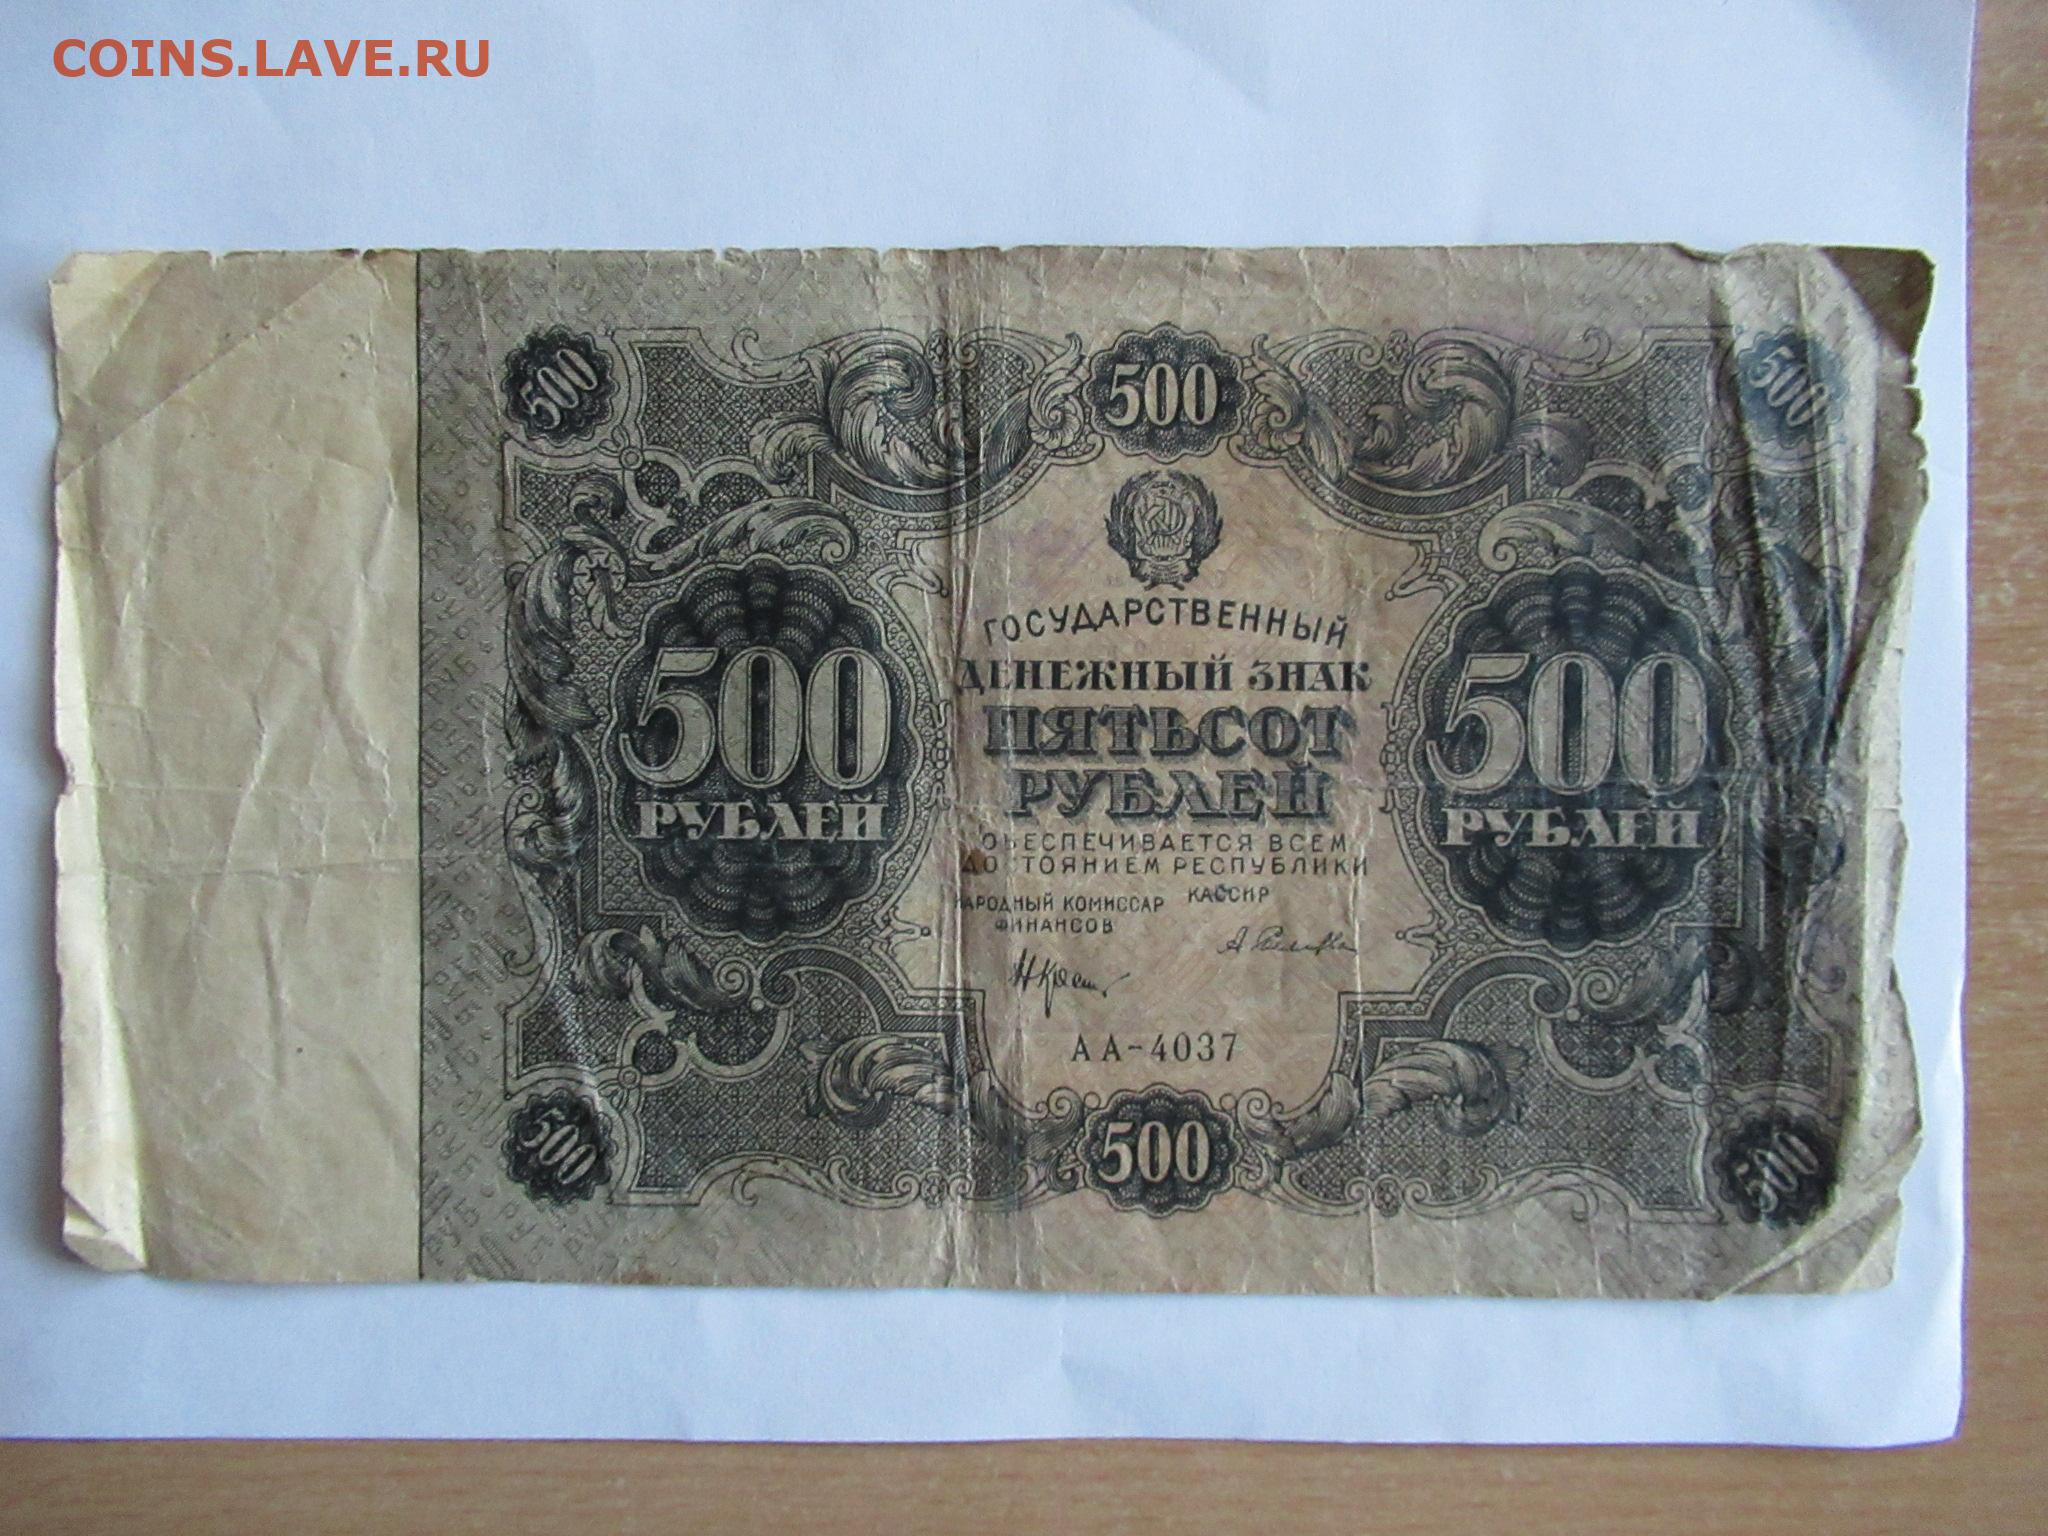 COINS.LAVE.RU
500 500 500
ГОСУДАРСТВЕННЫЙ
ДЕНЕЖНЫЙ ЗНАК
ПЯТЬСОТ
РУБЛЕЙ
500 500
РУБЛЕЙ РУБЛЕЙ
ОБЕСПЕЧИВАЕТСЯ ВСЕМ
ДОСТОЯНИЕМ РЕСПУБЛИКИ
НАРОДНЫЙ КОМИССАР КАССИР
ФИНАНСОВ
АА-4037
500 500 500